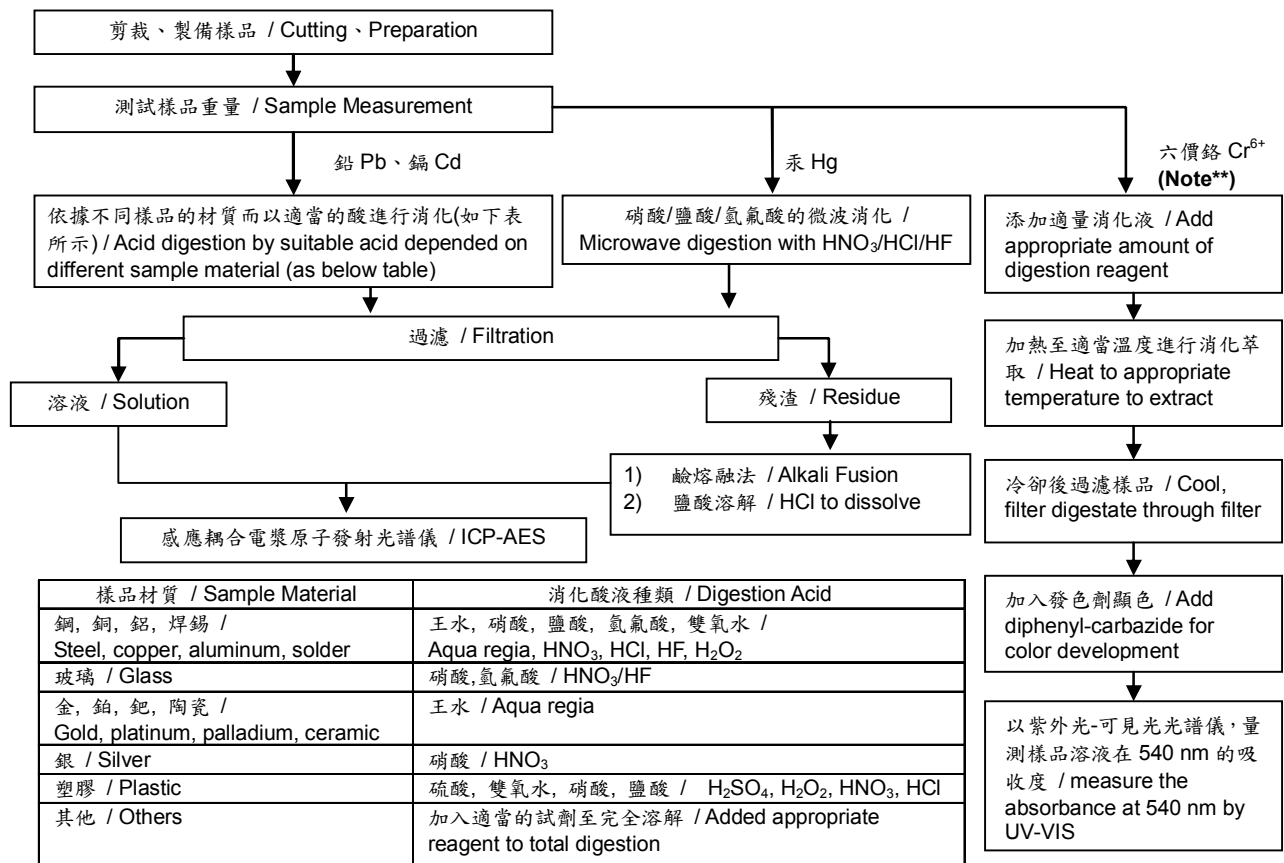 剪裁、製備樣品 / Cutting、Preparation
測試樣品重量 / Sample Measurement
鉛 Pb、鎘 Cd
汞 Hg
六價鉻 Cr⁶⁺
(Note**)
依據不同樣品的材質而以適當的酸進行消化(如下表
所示) / Acid digestion by suitable acid depended on
different sample material (as below table)
硝酸/鹽酸/氫氟酸的微波消化 /
Microwave digestion with HNO₃/HCl/HF
添加適量消化液 / Add
appropriate amount of
digestion reagent
過濾 / Filtration
加熱至適當溫度進行消化萃
取 / Heat to appropriate
temperature to extract
溶液 / Solution
殘渣 / Residue
1) 鹼熔融法 / Alkali Fusion
2) 鹽酸溶解 / HCl to dissolve
冷卻後過濾樣品 / Cool,
filter digestate through filter
感應耦合電漿原子發射光譜儀 / ICP-AES
加入發色劑顯色 / Add
diphenyl-carbazide for
color development
以紫外光-可見光光譜儀，量
測樣品溶液在 540 nm 的吸
收度 / measure the
absorbance at 540 nm by
UV-VIS
樣品材質 / Sample Material
消化酸液種類 / Digestion Acid
鋼, 銅, 鋁, 焊錫 /
Steel, copper, aluminum, solder
王水, 硝酸, 鹽酸, 氫氟酸, 雙氧水 /
Aqua regia, HNO₃, HCl, HF, H₂O₂
玻璃 / Glass
硝酸,氫氟酸 / HNO₃/HF
金, 鉑, 鈀, 陶瓷 /
Gold, platinum, palladium, ceramic
王水 / Aqua regia
銀 / Silver
硝酸 / HNO₃
塑膠 / Plastic
硫酸, 雙氧水, 硝酸, 鹽酸 / H₂SO₄, H₂O₂, HNO₃, HCl
其他 / Others
加入適當的試劑至完全溶解 / Added appropriate
reagent to total digestion